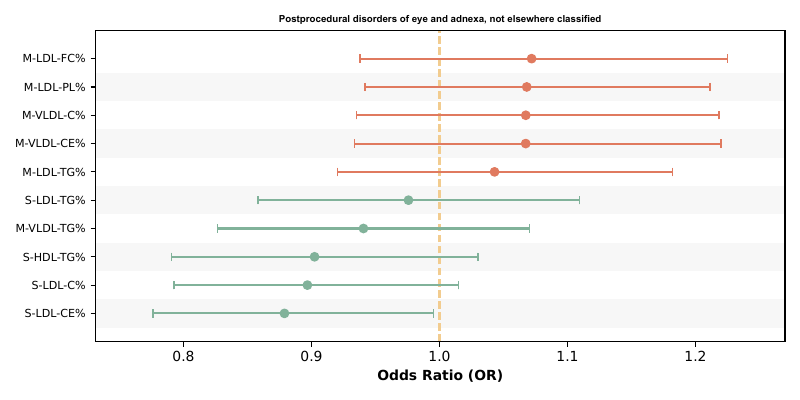 Postprocedural disorders of eye and adnexa, not elsewhere classified
M-LDL-FC%
M-LDL-PL%
M-VLDL-C%
M-VLDL-CE%
M-LDL-TG%
S-LDL-TG%
M-VLDL-TG%
S-HDL-TG%
S-LDL-C%
S-LDL-CE%
0.8 0.9 1.0 1.1 1.2
Odds Ratio (OR)